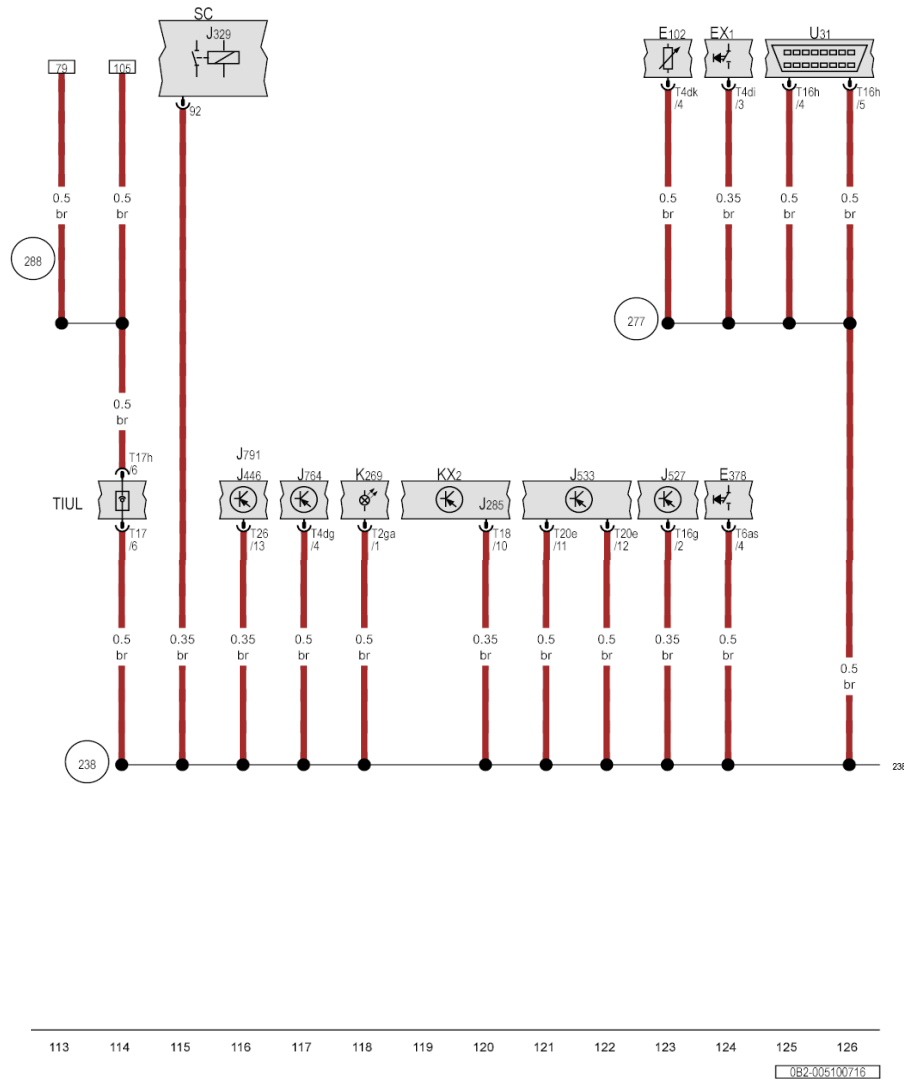 SC
J329
E102 EX1 U31
79 105
92
T4dk
/4
T4di
/3
T16h
/4
T16h
/5
0.5
br
0.5
br
0.5
br
0.35
br
0.5
br
0.5
br
288
277
0.5
br
T17h
/6
J791
J446 J764 K269 KX2 J285 J533 J527 E378
TIUL
T17
/6
T26
/13
T4dg
/4
T2ga
/1
T18
/10
T20e
/11
T20e
/12
T16g
/2
T6as
/4
0.5
br
0.35
br
0.35
br
0.5
br
0.5
br
0.35
br
0.5
br
0.5
br
0.35
br
0.5
br
0.5
br
238
238
113 114 115 116 117 118 119 120 121 122 123 124 125 126
0B2-005100716